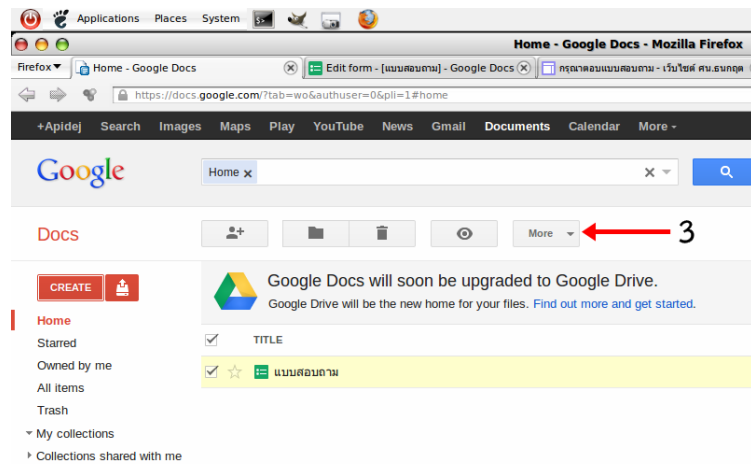 Applications Places System
Home - Google Docs - Mozilla Firefox
Firefox
Home - Google Docs
Edit form - [แบบสอบถาม] - Google Docs
กรุณาตอบแบบสอบถาม - เว็บไซต์ ศน.ธนกฤต
https://docs.google.com/?tab=wo&authuser=0&pli=1#home
+Apidej Search Images Maps Play YouTube News Gmail Documents Calendar More
Google
Home x
Docs
More
3
CREATE
Google Docs will soon be upgraded to Google Drive.
Google Drive will be the new home for your files. Find out more and get started.
Home
Starred
TITLE
Owned by me
แบบสอบถาม
All items
Trash
My collections
Collections shared with me